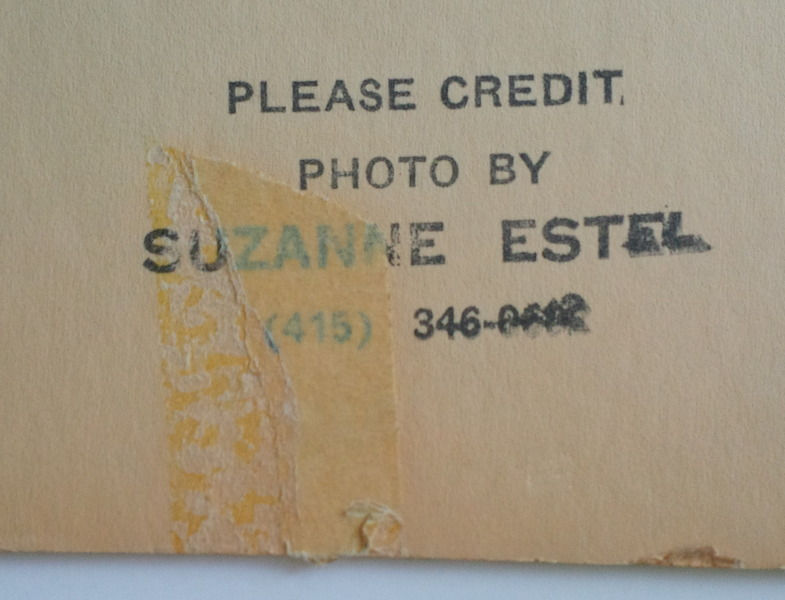 PLEASE CREDIT.
PHOTO BY
SUZANNE ESTEL
(415) 346-